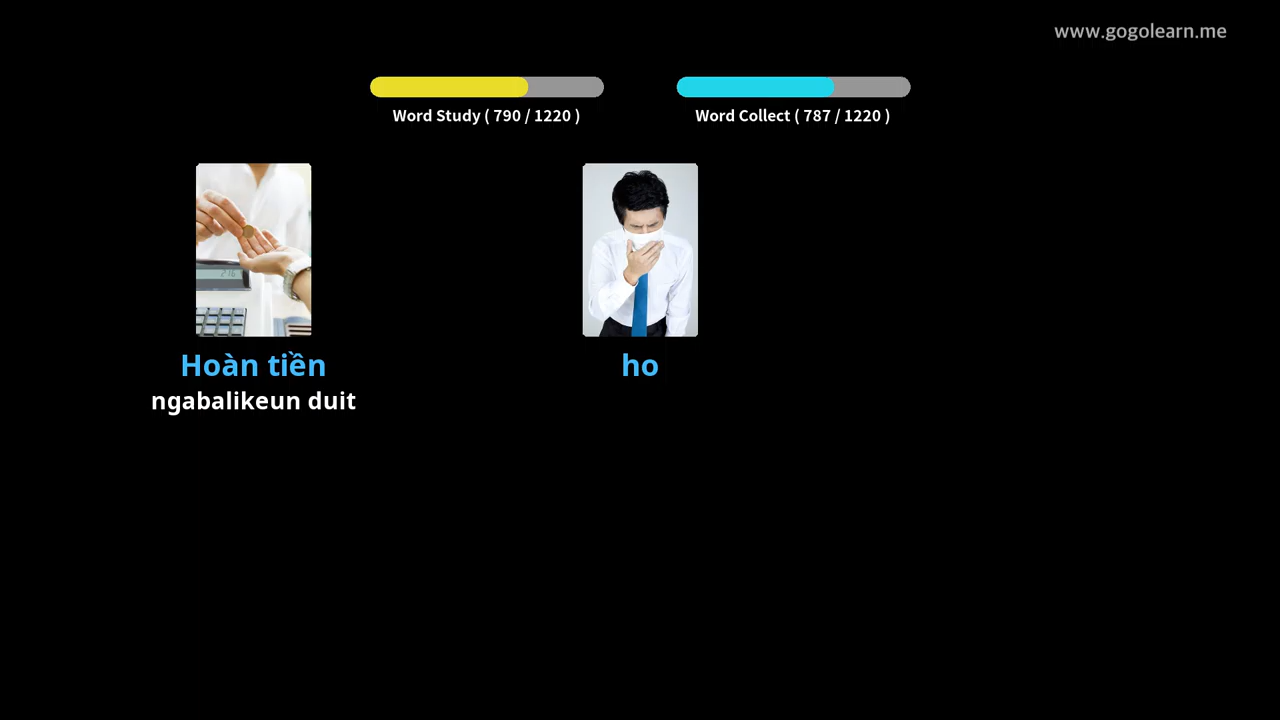 www.gogolearn.me
Word Study ( 790 / 1220 )
Word Collect ( 787 / 1220 )
Hoàn tiền
ngabalikeun duit
ho